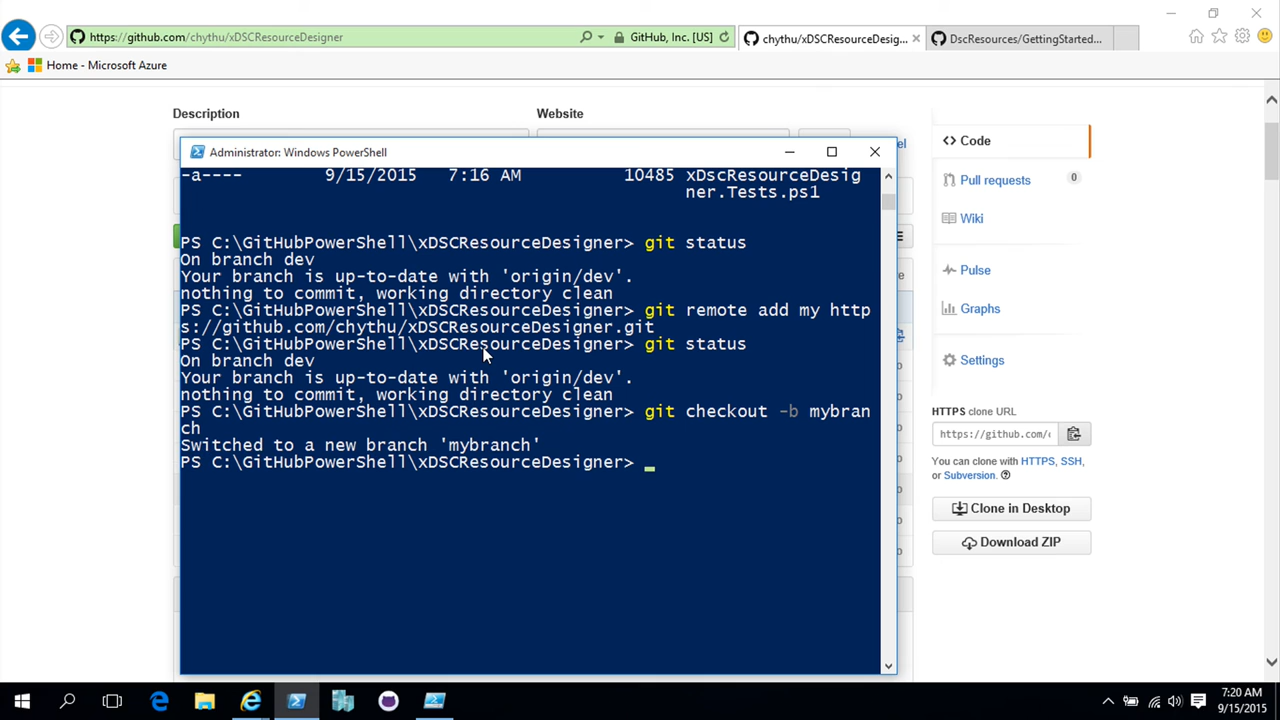 https://github.com/chythu/xDSCResourceDesigner
GitHub, Inc. [US]
chythu/xDSCResourceDesig...
DscResources/GettingStarted...
Home - Microsoft Azure
Description
Website
Administrator: Windows PowerShell
-a---- 9/15/2015 7:16 AM 10485 xDscResourceDesig
ner.Tests.ps1
PS C:\GitHubPowerShell\xDSCResourceDesigner> git status
On branch dev
Your branch is up-to-date with 'origin/dev'.
nothing to commit, working directory clean
PS C:\GitHubPowerShell\xDSCResourceDesigner> git remote add my http
s://github.com/chythu/xDSCResourceDesigner.git
PS C:\GitHubPowerShell\xDSCResourceDesigner> git status
On branch dev
Your branch is up-to-date with 'origin/dev'.
nothing to commit, working directory clean
PS C:\GitHubPowerShell\xDSCResourceDesigner> git checkout -b mybran
ch
Switched to a new branch 'mybranch'
PS C:\GitHubPowerShell\xDSCResourceDesigner>
Code
Pull requests 0
Wiki
Pulse
Graphs
Settings
HTTPS clone URL
https://github.com/
You can clone with HTTPS, SSH,
or Subversion.
Clone in Desktop
Download ZIP
7:20 AM
9/15/2015